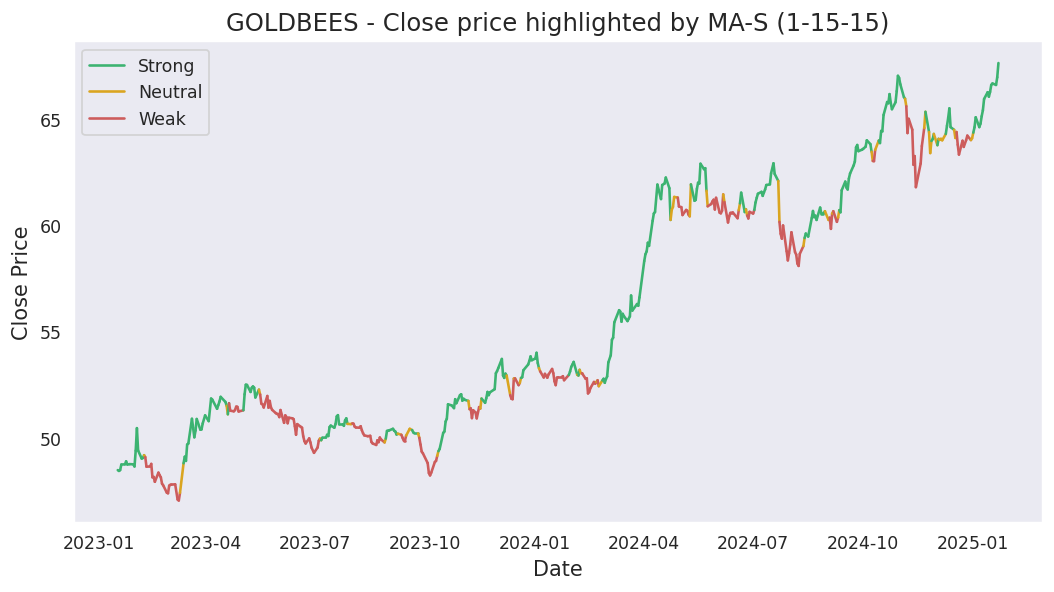 GOLDBEES - Close price highlighted by MA-S (1-15-15)
Strong
Neutral
Weak
Close Price
65
60
55
50
2023-01 2023-04 2023-07 2023-10 2024-01 2024-04 2024-07 2024-10 2025-01
Date